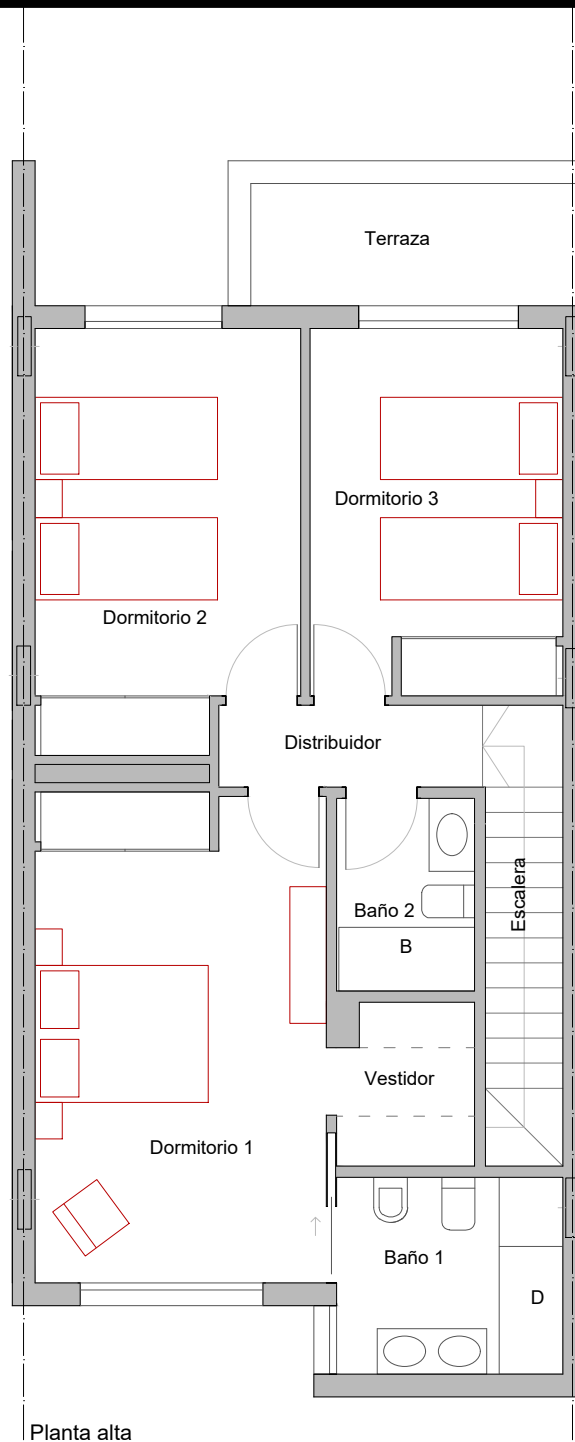 Terraza
Dormitorio 3
Dormitorio 2
Distribuidor
Escalera
Baño 2
B
Vestidor
Dormitorio 1
Baño 1
D
Planta alta